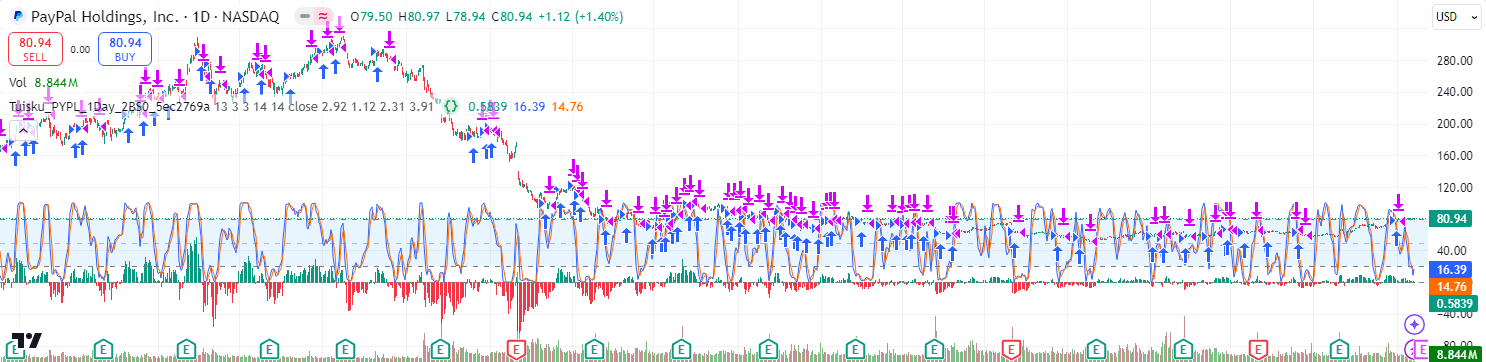 PayPal Holdings, Inc. · 1D · NASDAQ O79.50 H80.97 L78.94 C80.94 +1.12 (+1.40%)
USD
80.94 SELL 0.00 80.94 BUY
Vol 8.844M
Tuisku_PYPL_1Day_2B50_5ec2769a 13 3 3 14 14 close 2.92 1.12 2.31 3.91 {} 0.5839 16.39 14.76
280.00
240.00
200.00
160.00
120.00
80.94
40.00
16.39
14.76
0.5839
−40.00
E E E E E E E E E E E E E E E E E
8.844M